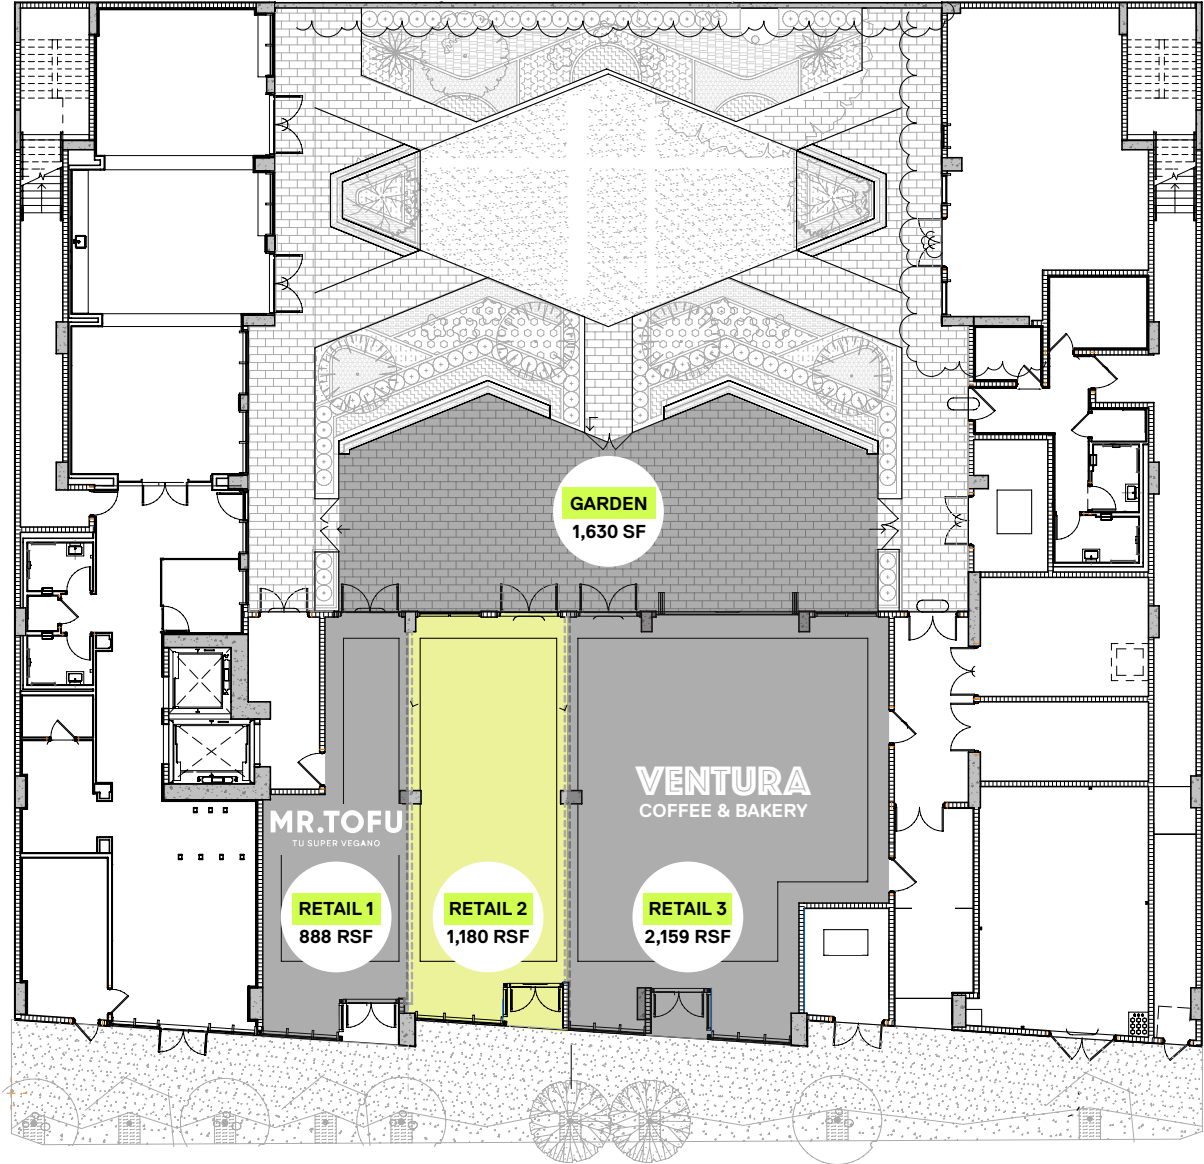 GARDEN
1,630 SF
VENTURA
COFFEE & BAKERY
MR.TOFU
TU SUPER VEGANO
RETAIL 1
888 RSF
RETAIL 2
1,180 RSF
RETAIL 3
2,159 RSF